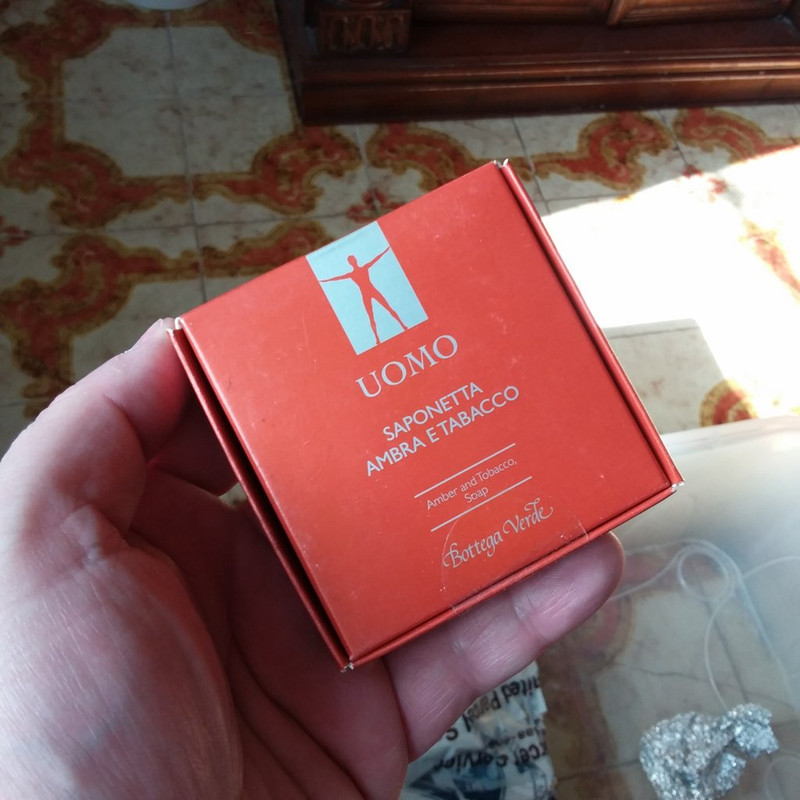 UOMO
SAPONETTA
AMBRA E TABACCO
Amber and Tobacco,
Soap
Bottega Verde